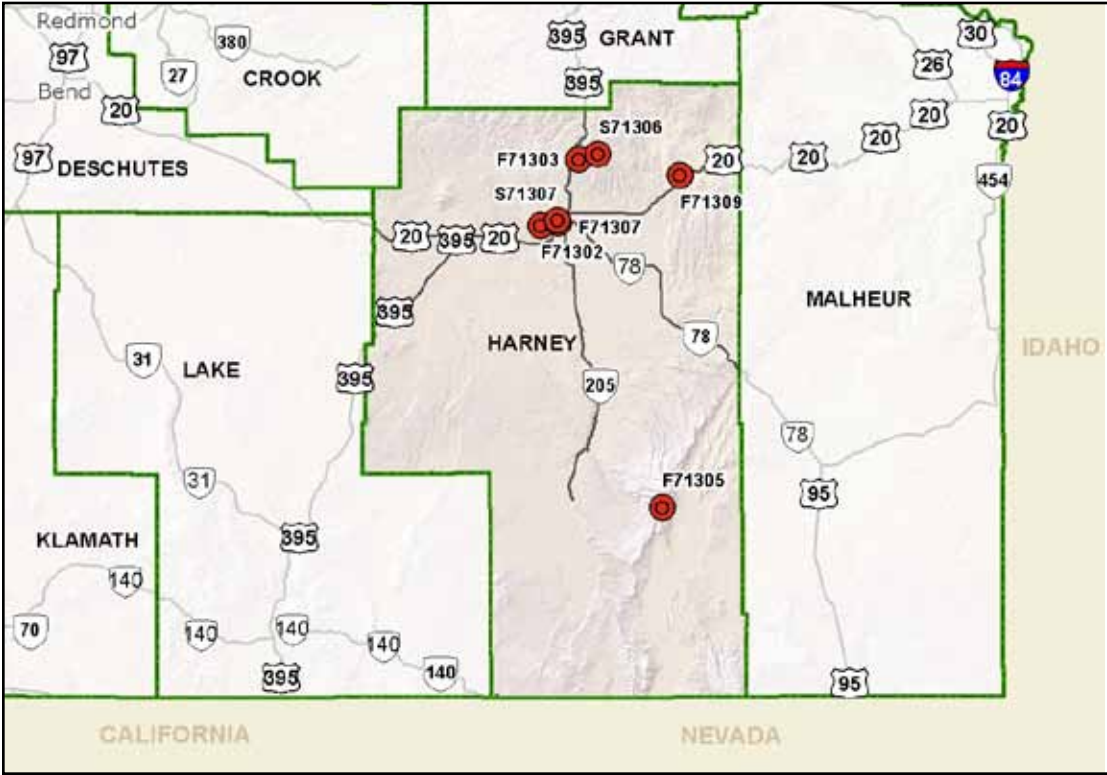 Redmond
395
GRANT
30
380
97
26
27
CROOK
395
84
Bend
20
20
20
S71306
97
F71303
20
20
20
DESCHUTES
454
S71307
F71309
F71307
20
395
20
F71302
78
395
MALHEUR
HARNEY
78
IDAHO
31
LAKE
395
205
78
31
F71305
95
395
KLAMATH
140
70
140
140
140
140
395
95
CALIFORNIA
NEVADA